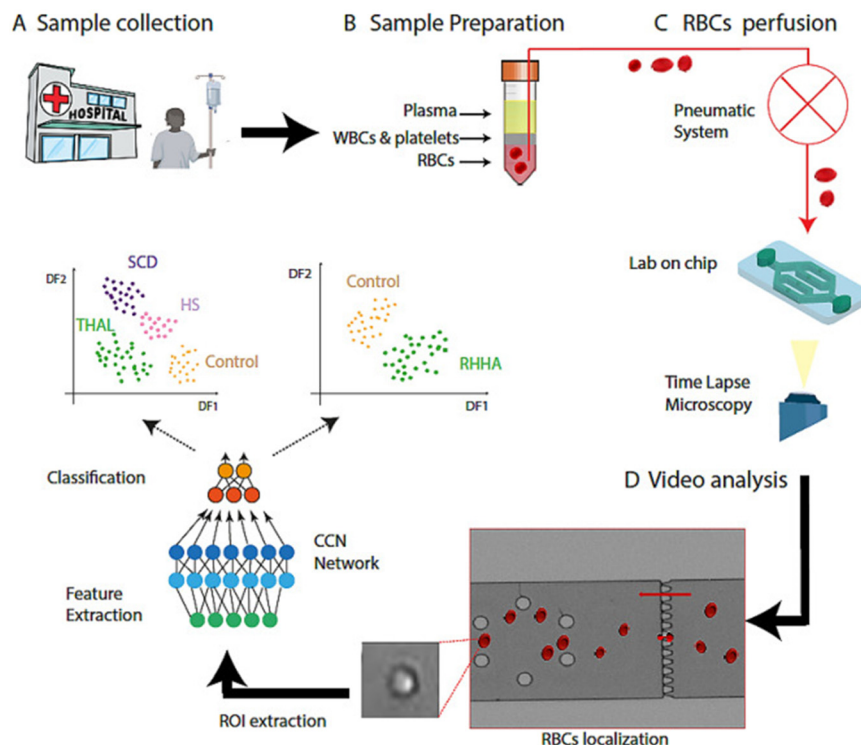 A Sample collection
B Sample Preparation
C RBCs perfusion
HOSPITAL
Plasma
WBCs & platelets
RBCs
Pneumatic
System
Lab on chip
Time Lapse
Microscopy
DF2
SCD
HS
THAL
Control
DF1
DF2
Control
RHHA
DF1
Classification
CCN
Network
Feature
Extraction
D Video analysis
ROI extraction
RBCs localization